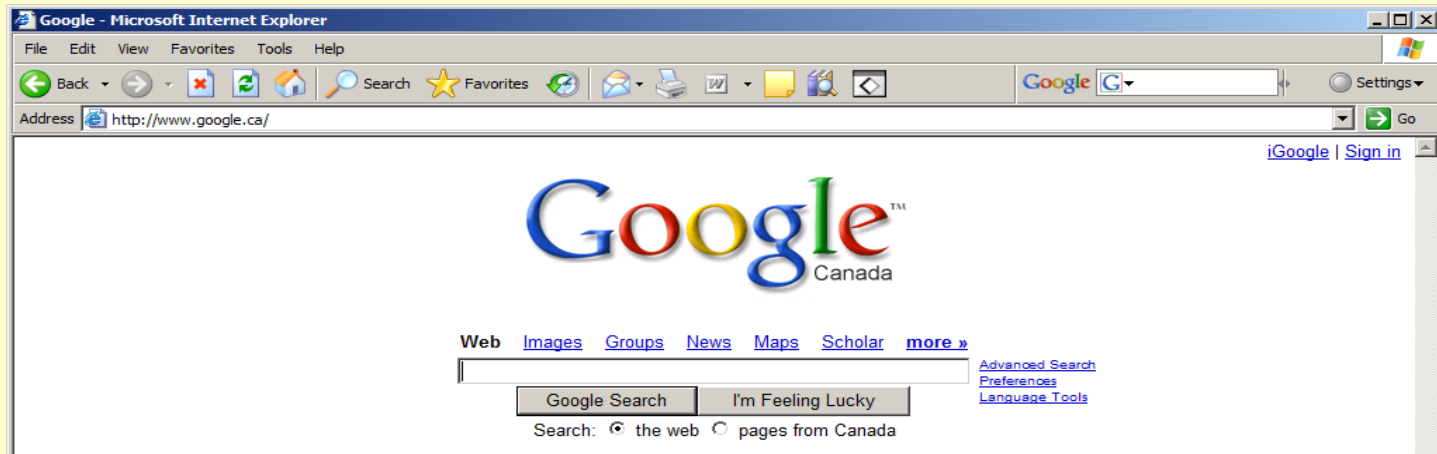 Google - Microsoft Internet Explorer
File Edit View Favorites Tools Help
Back Search Favorites Google G Settings
Address http://www.google.ca/ Go
iGoogle | Sign in
Google™
Canada
Web Images Groups News Maps Scholar more »
Advanced Search
Preferences
Language Tools
Google Search I'm Feeling Lucky
Search: the web pages from Canada